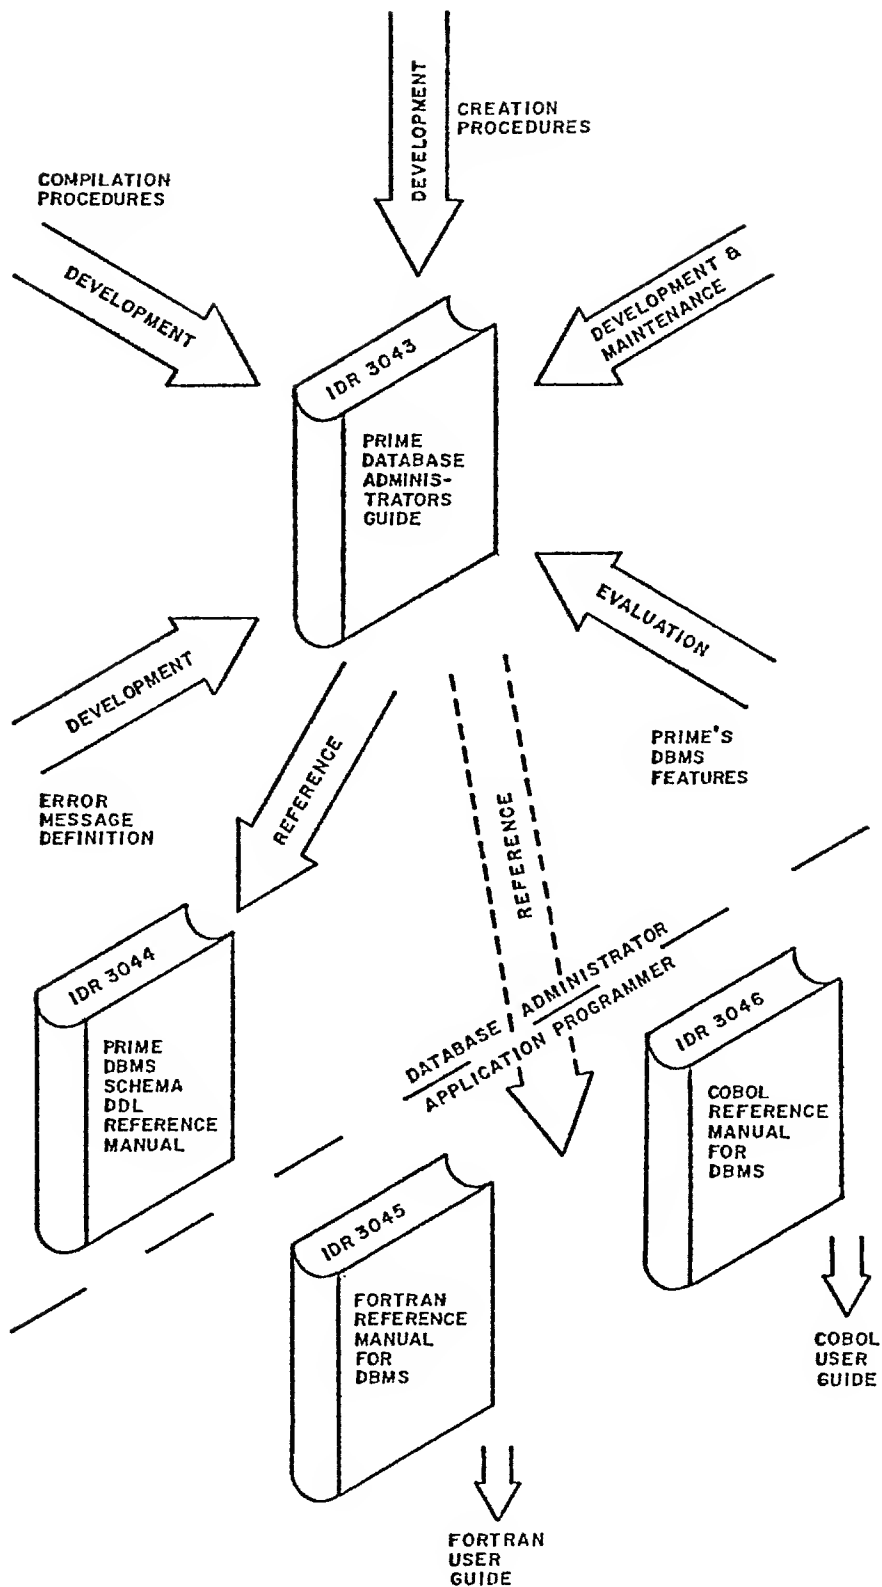 DEVELOPMENT
CREATION
PROCEDURES
COMPILATION
PROCEDURES
DEVELOPMENT
DEVELOPMENT &
MAINTENANCE
IDR 3043
PRIME
DATABASE
ADMINIS-
TRATORS
GUIDE
EVALUATION
DEVELOPMENT
PRIME'S
DBMS
FEATURES
ERROR
MESSAGE
DEFINITION
REFERENCE
REFERENCE
DATABASE ADMINISTRATOR
APPLICATION PROGRAMMER
IDR 3044
PRIME
DBMS
SCHEMA
DDL
REFERENCE
MANUAL
IDR 3046
COBOL
REFERENCE
MANUAL
FOR
DBMS
IDR 3045
FORTRAN
REFERENCE
MANUAL
FOR
DBMS
COBOL
USER
GUIDE
FORTRAN
USER
GUIDE